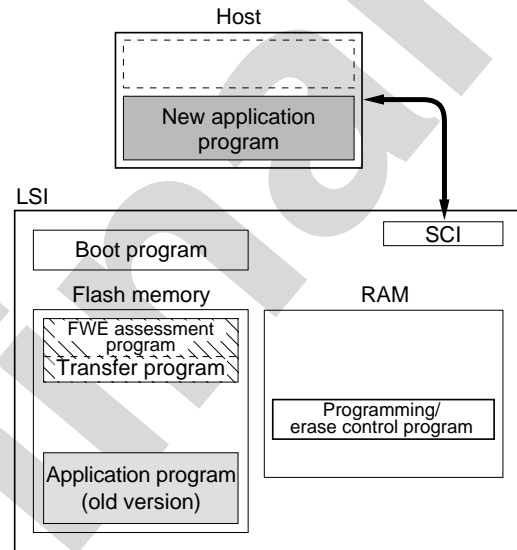 Host
New application
program
LSI
SCI
Boot program
Flash memory
RAM
FWE assessment
program
Transfer program
Programming/
erase control program
Application program
(old version)